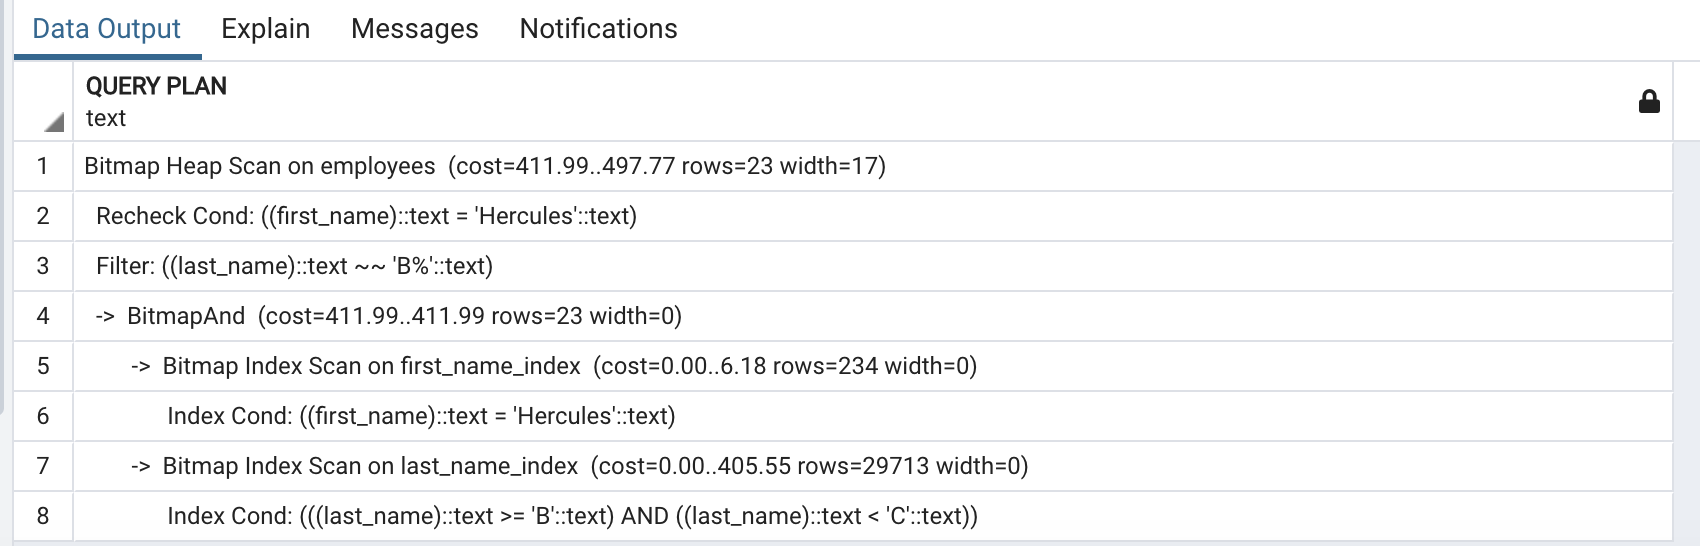 Data Output Explain Messages Notifications
QUERY PLAN
text
1 Bitmap Heap Scan on employees (cost=411.99..497.77 rows=23 width=17)
2 Recheck Cond: ((first_name)::text = 'Hercules'::text)
3 Filter: ((last_name)::text ~~ 'B%'::text)
4 -> BitmapAnd (cost=411.99..411.99 rows=23 width=0)
5 -> Bitmap Index Scan on first_name_index (cost=0.00..6.18 rows=234 width=0)
6 Index Cond: ((first_name)::text = 'Hercules'::text)
7 -> Bitmap Index Scan on last_name_index (cost=0.00..405.55 rows=29713 width=0)
8 Index Cond: (((last_name)::text >= 'B'::text) AND ((last_name)::text < 'C'::text))